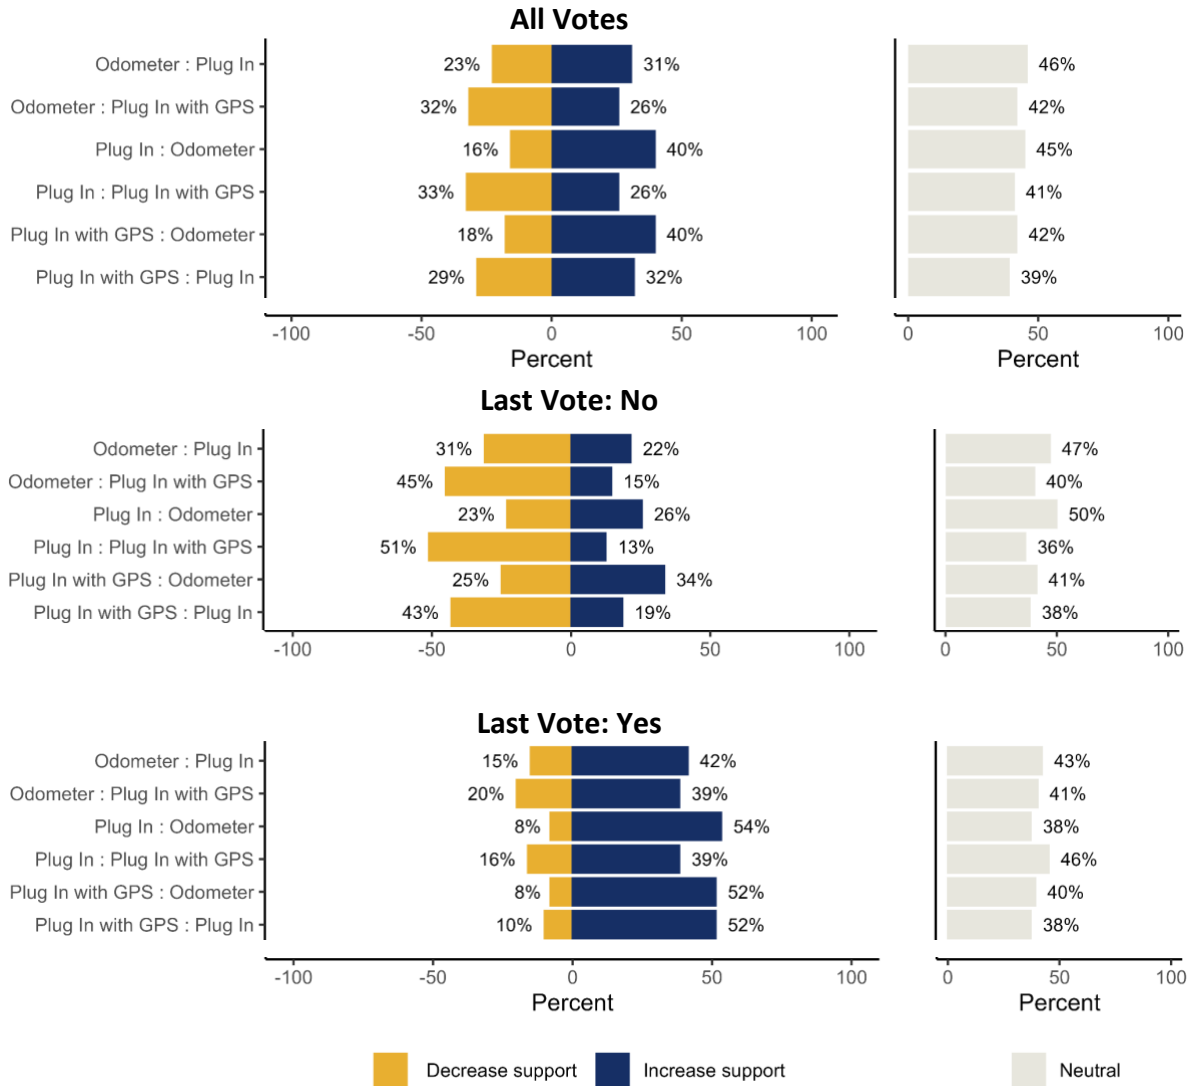 All Votes
Odometer : Plug In 23% 31% 46%
Odometer : Plug In with GPS 32% 26% 42%
Plug In : Odometer 16% 40% 45%
Plug In : Plug In with GPS 33% 26% 41%
Plug In with GPS : Odometer 18% 40% 42%
Plug In with GPS : Plug In 29% 32% 39%
-100 -50 0 50 100 0 50 100
Percent Percent
Last Vote: No
Odometer : Plug In 31% 22% 47%
Odometer : Plug In with GPS 45% 15% 40%
Plug In : Odometer 23% 26% 50%
Plug In : Plug In with GPS 51% 13% 36%
Plug In with GPS : Odometer 25% 34% 41%
Plug In with GPS : Plug In 43% 19% 38%
-100 -50 0 50 100 0 50 100
Last Vote: Yes
Odometer : Plug In 15% 42% 43%
Odometer : Plug In with GPS 20% 39% 41%
Plug In : Odometer 8% 54% 38%
Plug In : Plug In with GPS 16% 39% 46%
Plug In with GPS : Odometer 8% 52% 40%
Plug In with GPS : Plug In 10% 52% 38%
-100 -50 0 50 100 0 50 100
Percent Percent
Decrease support Increase support Neutral